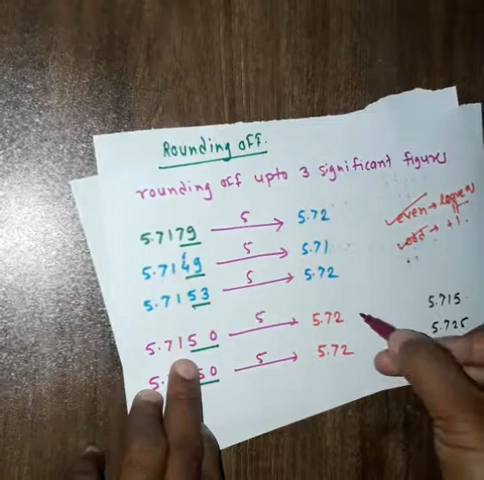 Rounding off.
rounding off upto 3 significant figures
5.7179 5 → 5.72
5.7149 5 → 5.71
5.7153 5 → 5.72
5.7150 5 → 5.72
5. 50 5 → 5.72
even →
odd → +1.
5.715
5.725